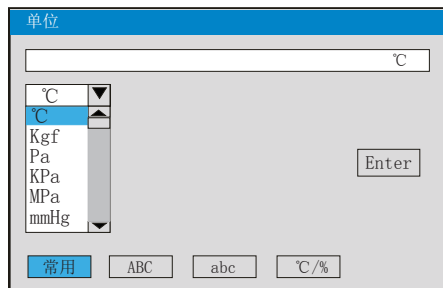 单位
℃
℃
℃
Kgf
Pa
KPa
MPa
mmHg
Enter
常用 ABC abc ℃/%